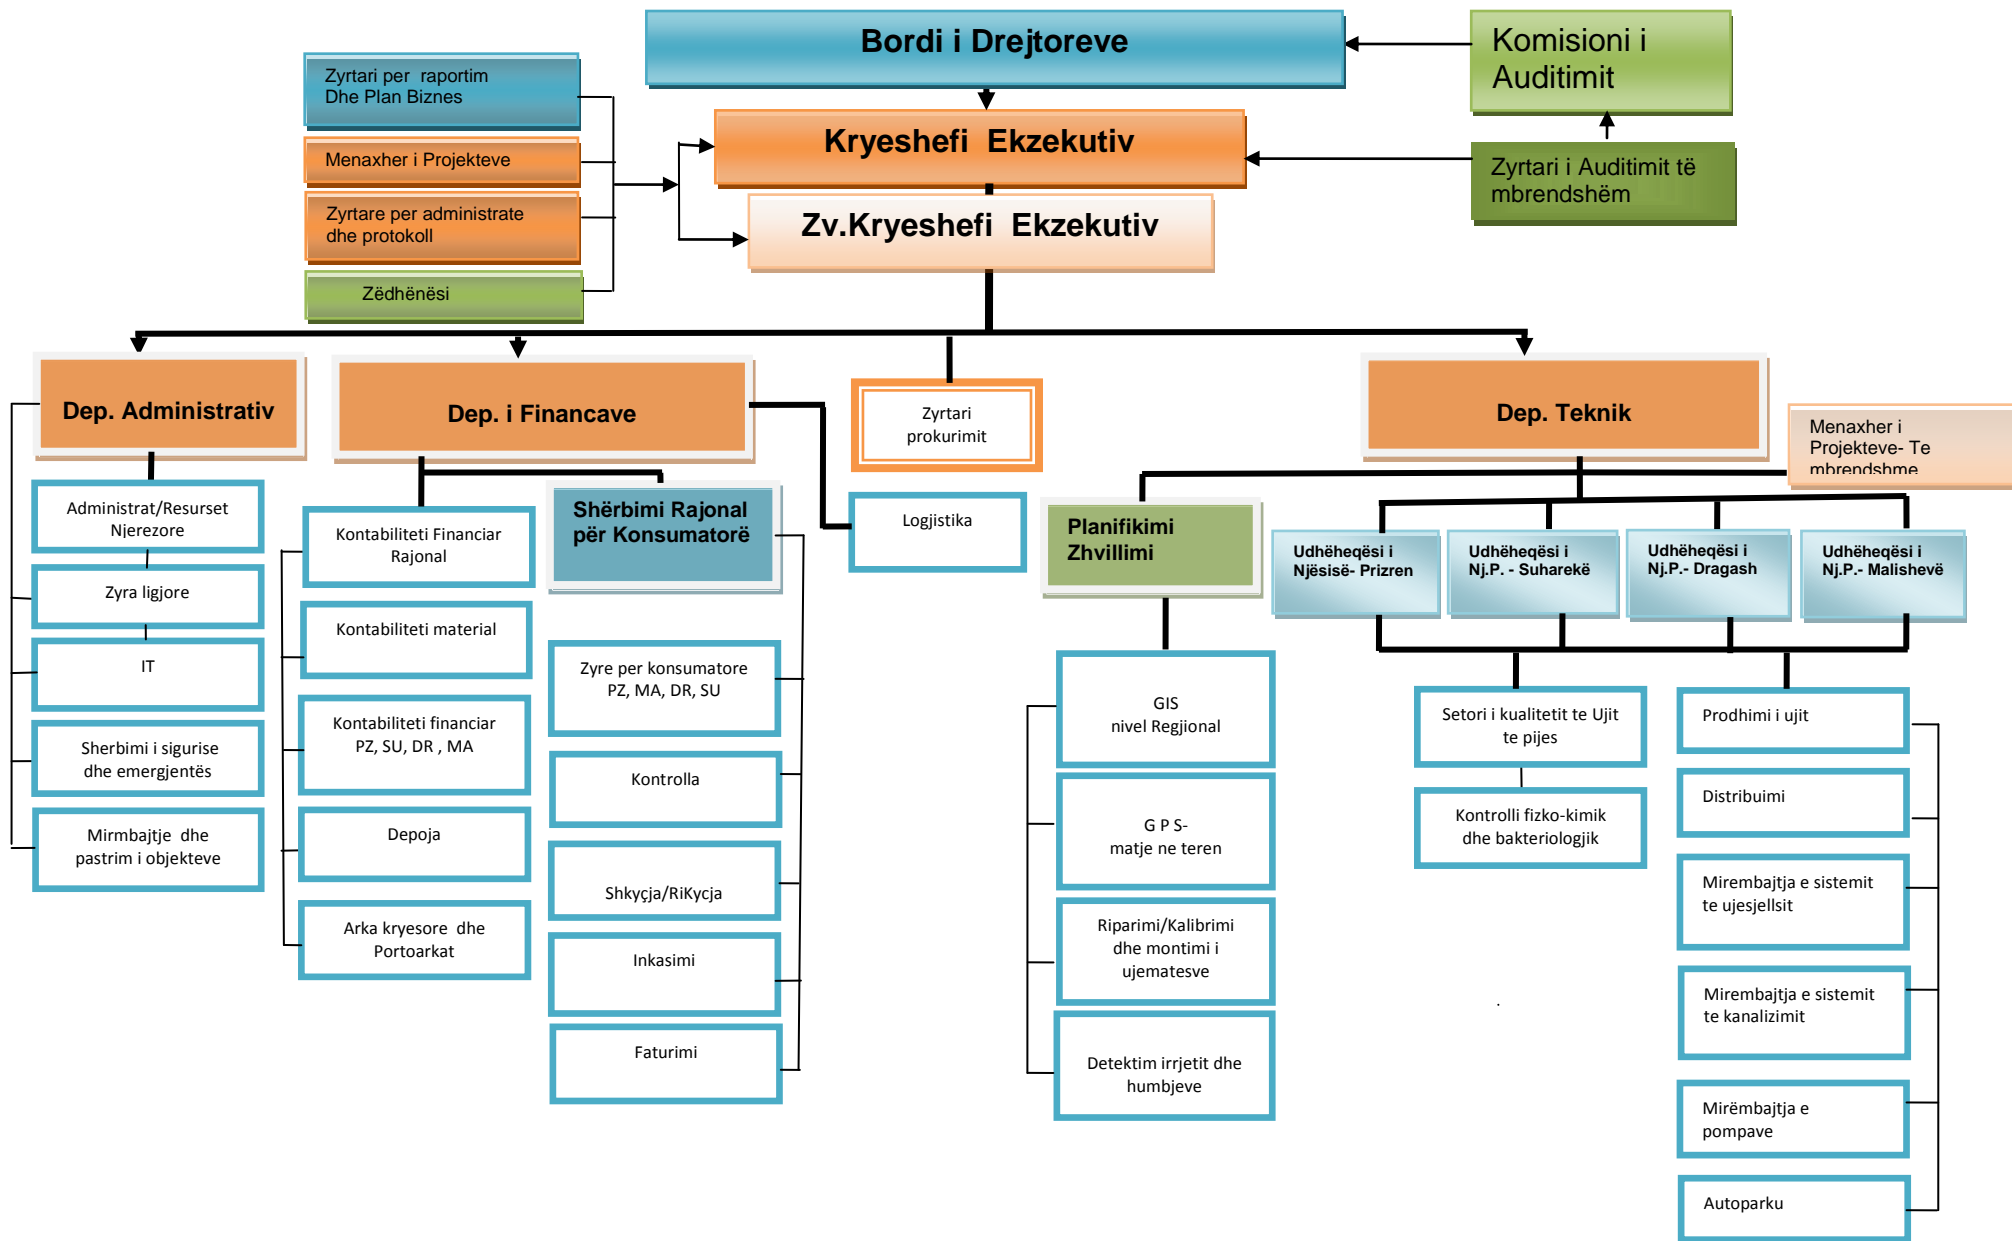 Bordi i Drejtoreve
Komisioni i
Auditimit
Zyrtari per raportim
Dhe Plan Biznes
Kryeshefi Ekzekutiv
Menaxher i Projekteve
Zyrtari i Auditimit të
mbrendshëm
Zyrtare per administrate
dhe protokoll
Zv.Kryeshefi Ekzekutiv
Zëdhënësi
Dep. Administrativ
Dep. i Financave
Zyrtari
prokurimit
Dep. Teknik
Menaxher i
Projekteve- Te
mbrendshme
Administrat/Resurset
Njerezore
Zyra ligjore
IT
Sherbimi i sigurise
dhe emergjentës
Mirmbajtje dhe
pastrim i objekteve
Kontabiliteti Financiar
Rajonal
Kontabiliteti material
Kontabiliteti financiar
PZ, SU, DR , MA
Depoja
Arka kryesore dhe
Portoarkat
Shërbimi Rajonal
për Konsumatorë
Zyre per konsumatore
PZ, MA, DR, SU
Kontrolla
Shkyçja/RiKycja
Inkasimi
Faturimi
Logjistika
Planifikimi
Zhvillimi
GIS
nivel Regjional
G P S-
matje ne teren
Riparimi/Kalibrimi
dhe montimi i
ujematesve
Detektim irrjetit dhe
humbjeve
Udhëheqësi i
Njësisë- Prizren
Udhëheqësi i
Nj.P. - Suharekë
Udhëheqësi i
Nj.P.- Dragash
Udhëheqësi i
Nj.P.- Malishevë
Setori i kualitetit te Ujit
te pijes
Kontrolli fizko-kimik
dhe bakteriologjik
.
Prodhimi i ujit
Distribuimi
Mirembajtja e sistemit
te ujesjellsit
Mirembajtja e sistemit
te kanalizimit
Mirëmbajtja e
pompave
Autoparku